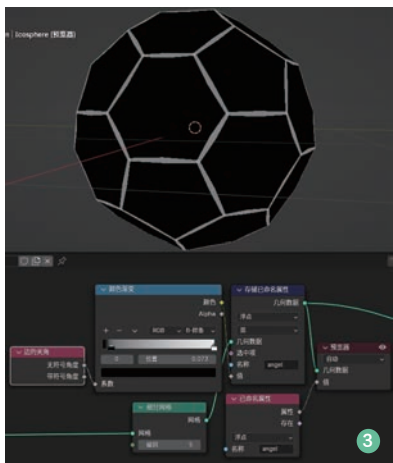 n | Icosphere (预览器)
颜色渐变
颜色
Alpha
RGB
B-样条
0
位置
0.073
系数
边的夹角
无符号角度
带符号角度
细分网格
网格
网格
编级
5
存储已命名属性
几何数据
浮点
面
几何数据
选中项
名称
angel
值
已命名属性
属性
存在
浮点
名称
angel
预览器
自动
几何数据
值
3